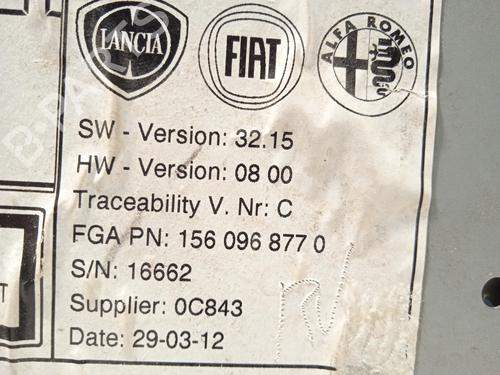 LANCIA
FIAT
ALFA ROMEO
SW - Version: 32.15
HW - Version: 08 00
Traceability V. Nr: C
FGA PN: 156 096 877 0
S/N: 16662
Supplier: 0C843
Date: 29-03-12
T
B-PARTS